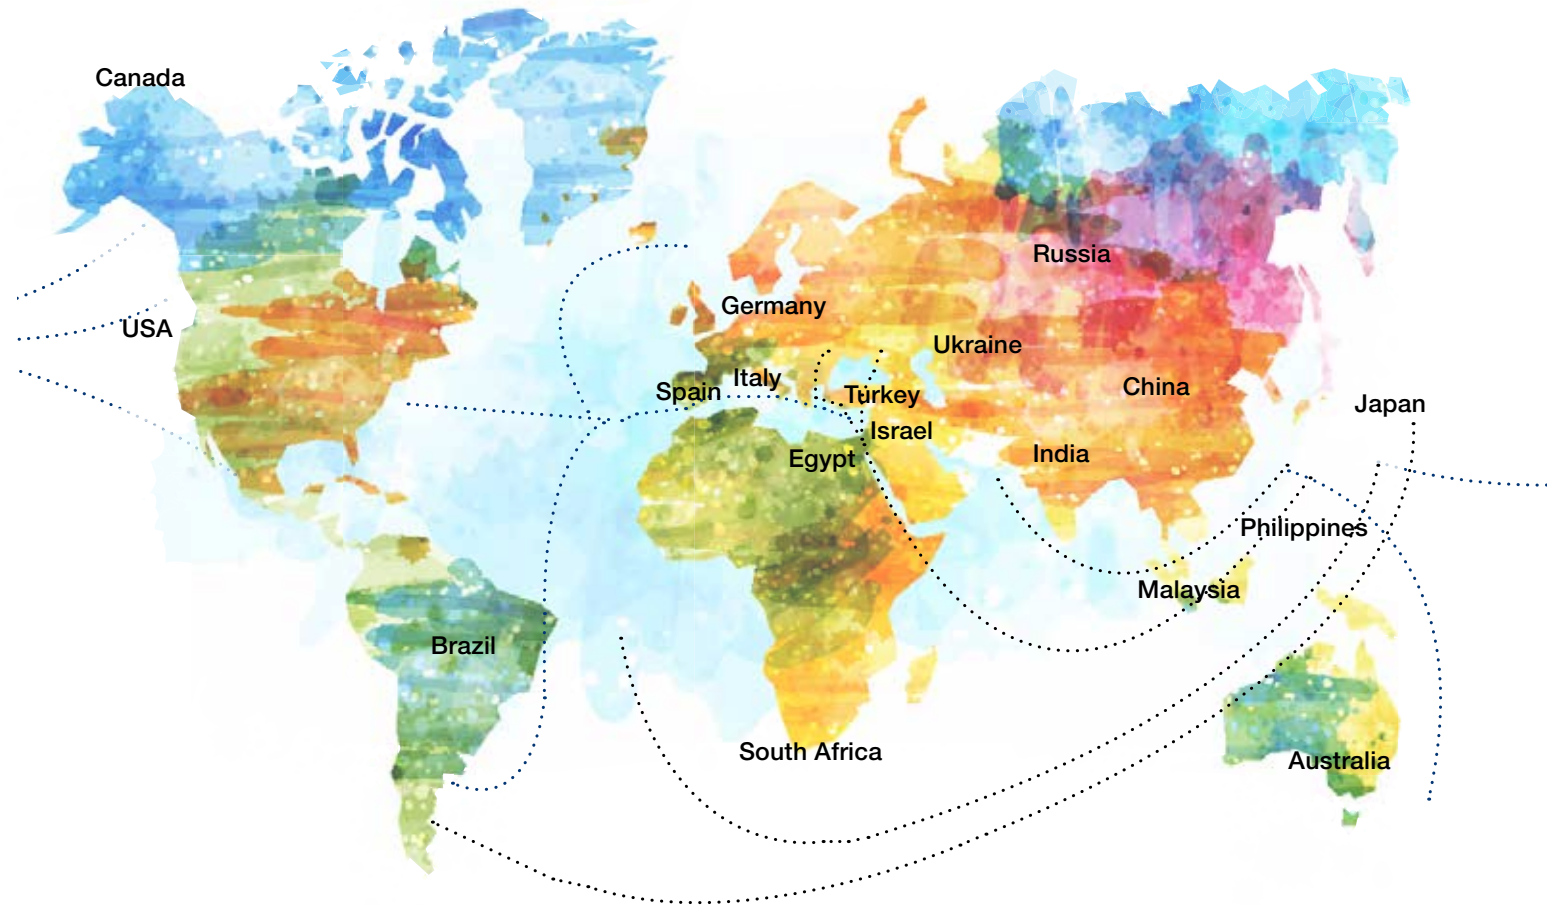 Canada
Russia
Germany
USA
Ukraine
Italy
China
Spain
Turkey
Japan
Israel
India
Egypt
Philippines
Malaysia
Brazil
South Africa
Australia